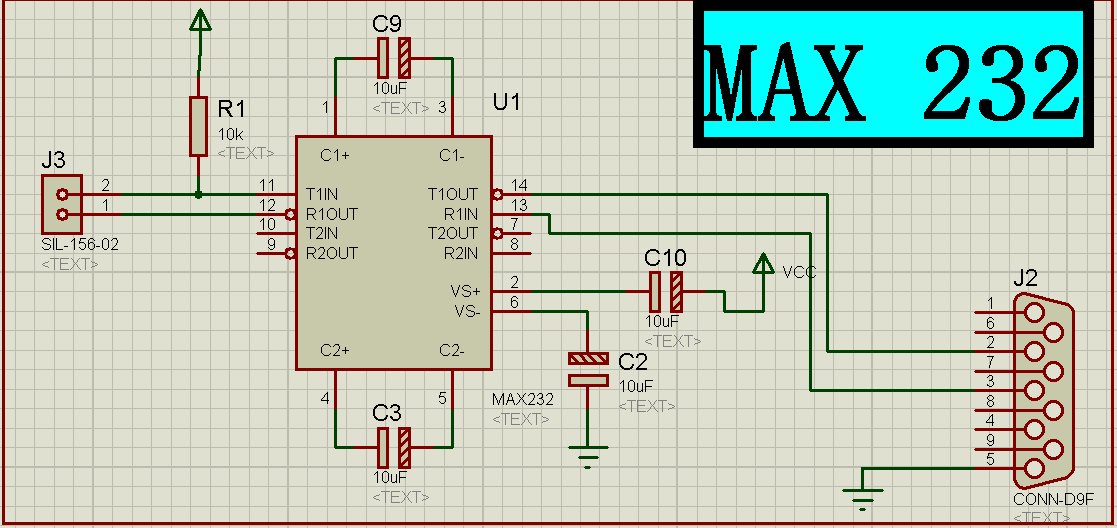 MAX 232
C9
10uF
<TEXT>
1
3
U1
R1
10k
<TEXT>
J3
2
1
SIL-156-02
<TEXT>
C1+
C1-
11
T1IN
T1OUT
14
12
R1OUT
R1IN
13
10
T2IN
T2OUT
7
9
R2OUT
R2IN
8
VS+
2
VS-
6
C2+
C2-
4
5
MAX232
<TEXT>
C3
10uF
<TEXT>
C10
10uF
<TEXT>
VCC
C2
10uF
<TEXT>
J2
1
6
2
7
3
8
4
9
5
CONN-D9F
<TEXT>